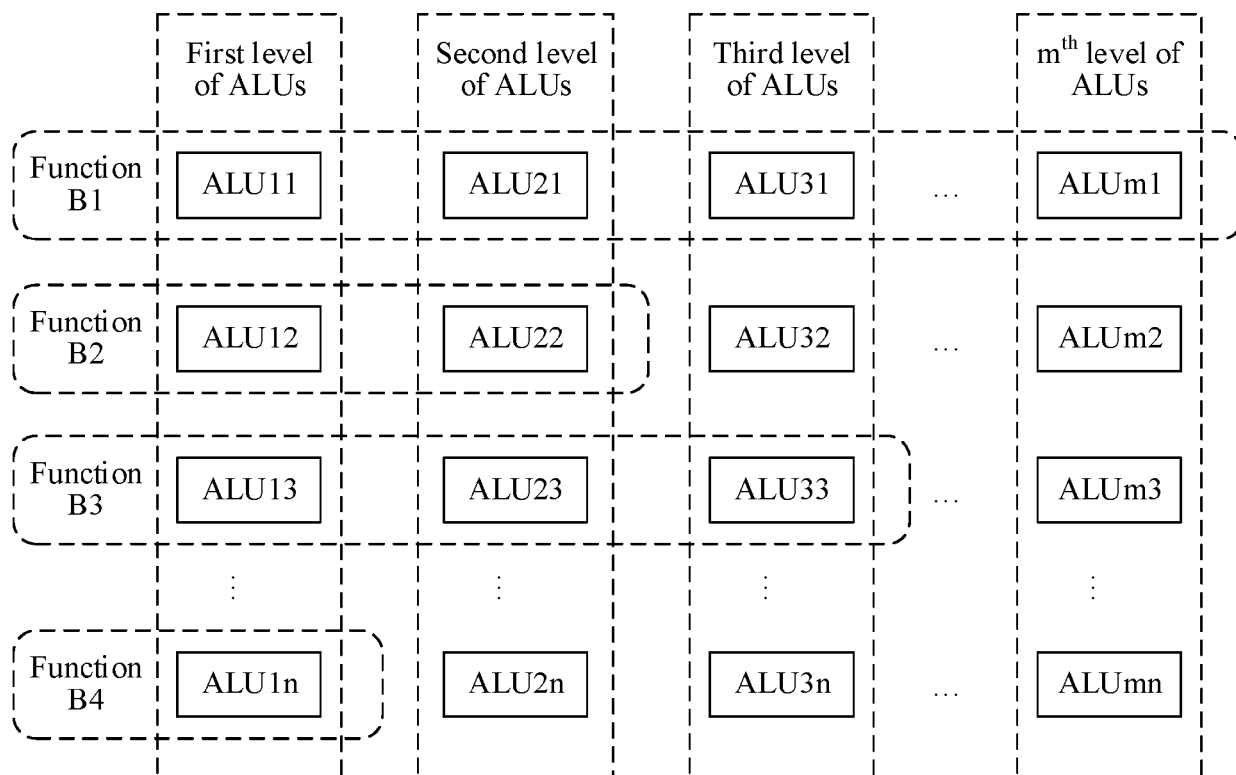 First level
of ALUs
Second level
of ALUs
Third level
of ALUs
mth level of
ALUs
Function
B1
ALU11
ALU21
ALU31
...
ALUm1
Function
B2
ALU12
ALU22
ALU32
...
ALUm2
Function
B3
ALU13
ALU23
ALU33
...
ALUm3
⋮
⋮
⋮
⋮
Function
B4
ALU1n
ALU2n
ALU3n
...
ALUmn